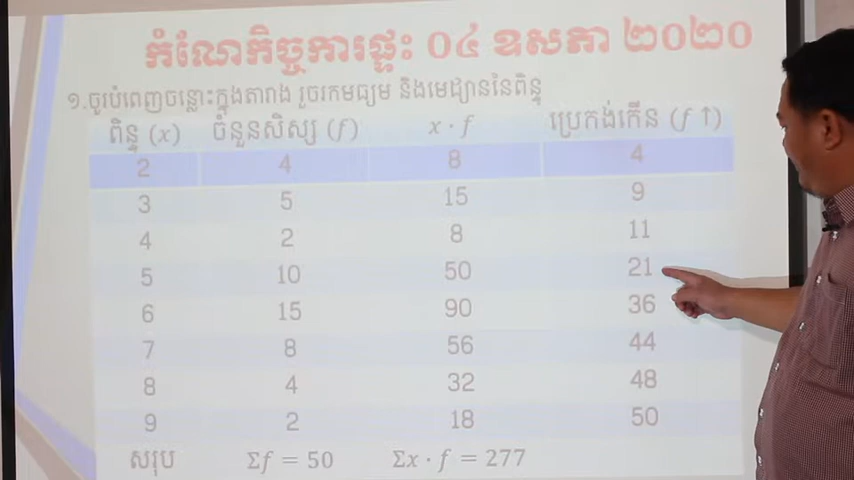 កំណែកិច្ចការផ្ទះ ០៤ ឧសភា ២០២០
១.ចូរបំពេញចន្លោះក្នុងតារាង រួចរកមធ្យម និងមេដ្យាននៃពិន្ទុ
ពិន្ទុ (x) ចំនួនសិស្ស (f) x · f ប្រេកង់កើន (f ↑)
2 4 8 4
3 5 15 9
4 2 8 11
5 10 50 21
6 15 90 36
7 8 56 44
8 4 32 48
9 2 18 50
សរុប Σf = 50 Σx · f = 277